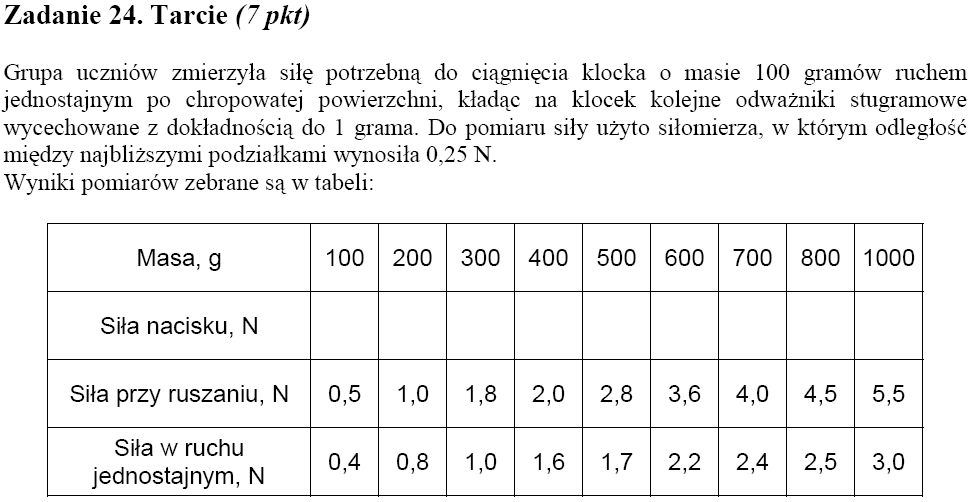 Zadanie 24. Tarcie (7 pkt)
Grupa uczniów zmierzyła siłę potrzebną do ciągnięcia klocka o masie 100 gramów ruchem
jednostajnym po chropowatej powierzchni, kładąc na klocek kolejne odważniki stugramowe
wycechowane z dokładnością do 1 grama. Do pomiaru siły użyto siłomierza, w którym odległość
między najbliższymi podziałkami wynosiła 0,25 N.
Wyniki pomiarów zebrane są w tabeli:
Masa, g 100 200 300 400 500 600 700 800 1000
Siła nacisku, N
Siła przy ruszaniu, N 0,5 1,0 1,8 2,0 2,8 3,6 4,0 4,5 5,5
Siła w ruchu
jednostajnym, N 0,4 0,8 1,0 1,6 1,7 2,2 2,4 2,5 3,0